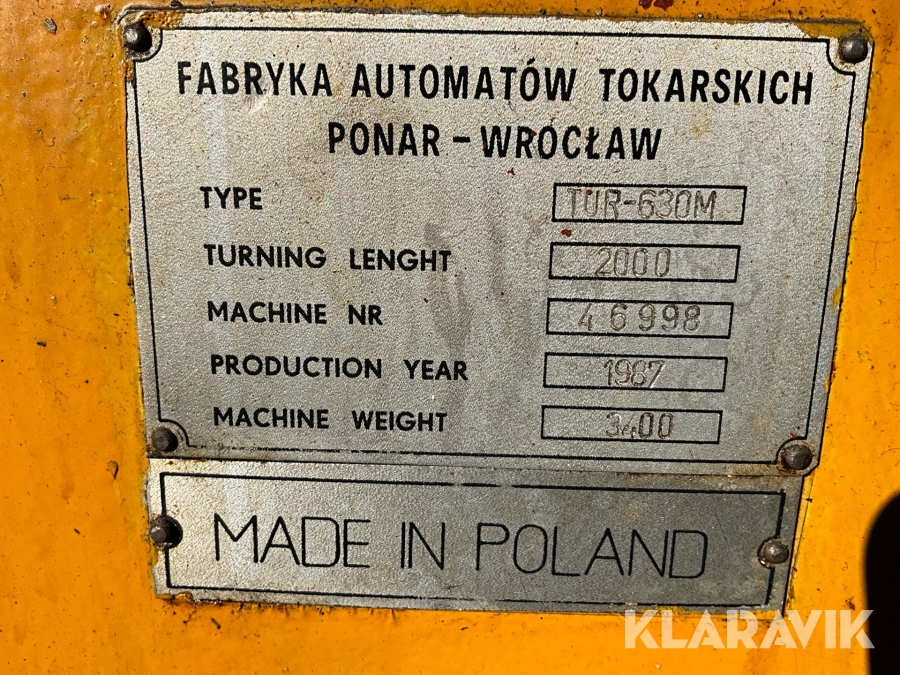 FABRYKA AUTOMATÓW TOKARSKICH
PONAR-WROCŁAW
TYPE TUR-630M
TURNING LENGHT 2000
MACHINE NR 46998
PRODUCTION YEAR 1987
MACHINE WEIGHT 3400
MADE IN POLAND
KLARAVIK